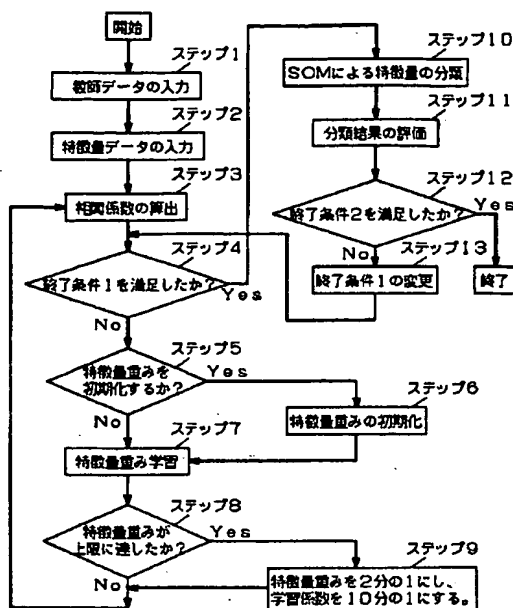 開始
ステップ1
教師データの入力
ステップ2
特徴量データの入力
ステップ3
相関係数の算出
ステップ4
終了条件1を満足したか?
Yes
No
ステップ5
特徴量重みを
初期化するか?
Yes
No
ステップ6
特徴量重みの初期化
ステップ7
特徴量重み学習
ステップ8
特徴量重みが
上限に達したか?
Yes
No
ステップ9
特徴量重みを2分の1にし、
学習係数を10分の1にする。
ステップ10
SOMによる特徴量の分類
ステップ11
分類結果の評価
ステップ12
終了条件2を満足したか?
Yes
No
ステップ13
終了条件1の変更
終了